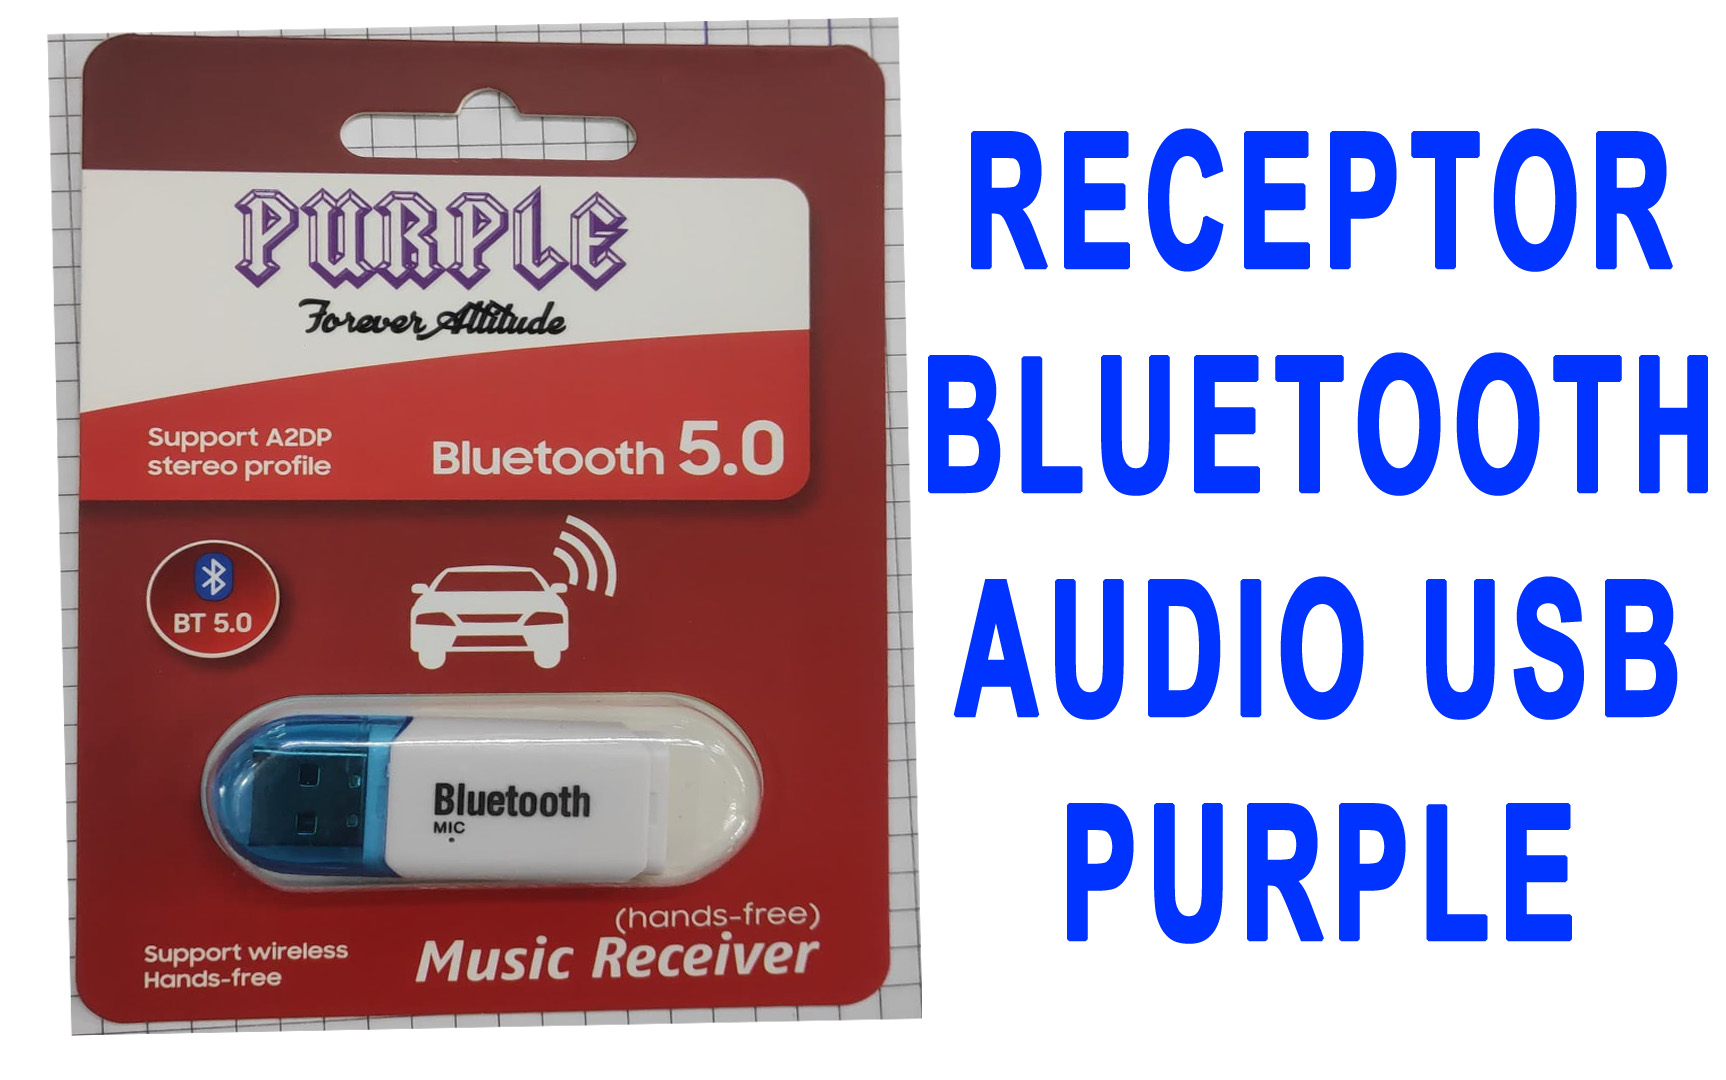 PURPLE
Forever Attitude
Support A2DP
stereo profile
Bluetooth 5.0
BT 5.0
Bluetooth
MIC
(hands-free)
Music Receiver
Support wireless
Hands-free
RECEPTOR
BLUETOOTH
AUDIO USB
PURPLE